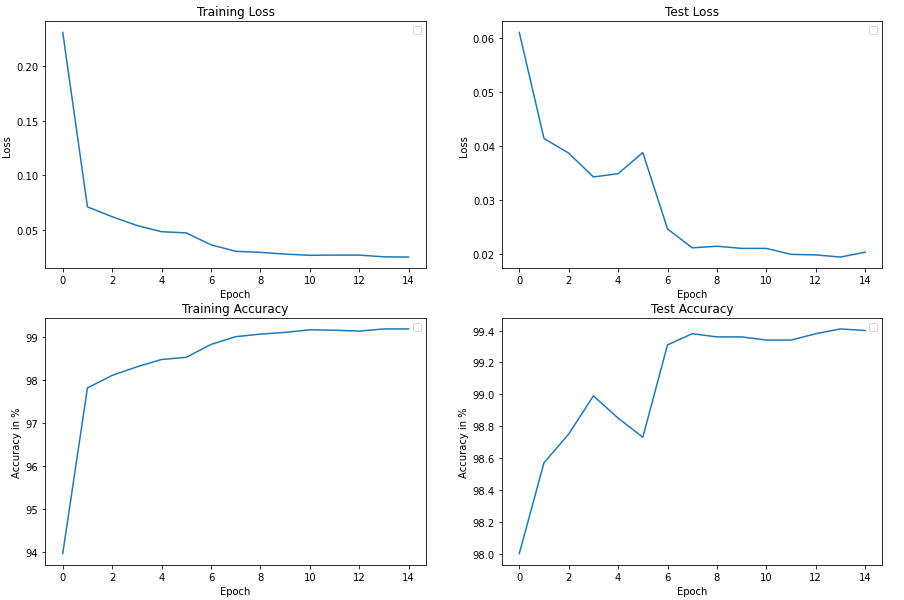 Training Loss
Loss
0.20
0.15
0.10
0.05
0 2 4 6 8 10 12 14
Epoch
Test Loss
Loss
0.06
0.05
0.04
0.03
0.02
0 2 4 6 8 10 12 14
Epoch
Training Accuracy
Accuracy in %
99
98
97
96
95
94
0 2 4 6 8 10 12 14
Epoch
Test Accuracy
Accuracy in %
99.4
99.2
99.0
98.8
98.6
98.4
98.2
98.0
0 2 4 6 8 10 12 14
Epoch